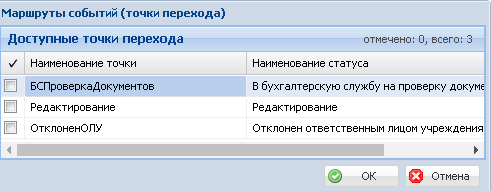 Маршруты событий (точки перехода)
Доступные точки перехода отмечено: 0, всего: 3
Наименование точки Наименование статуса
БСПроверкаДокументов В бухгалтерскую службу на проверку докуме
Редактирование Редактирование
ОтклоненОЛУ Отклонен ответственным лицом учреждения
ОК Отмена